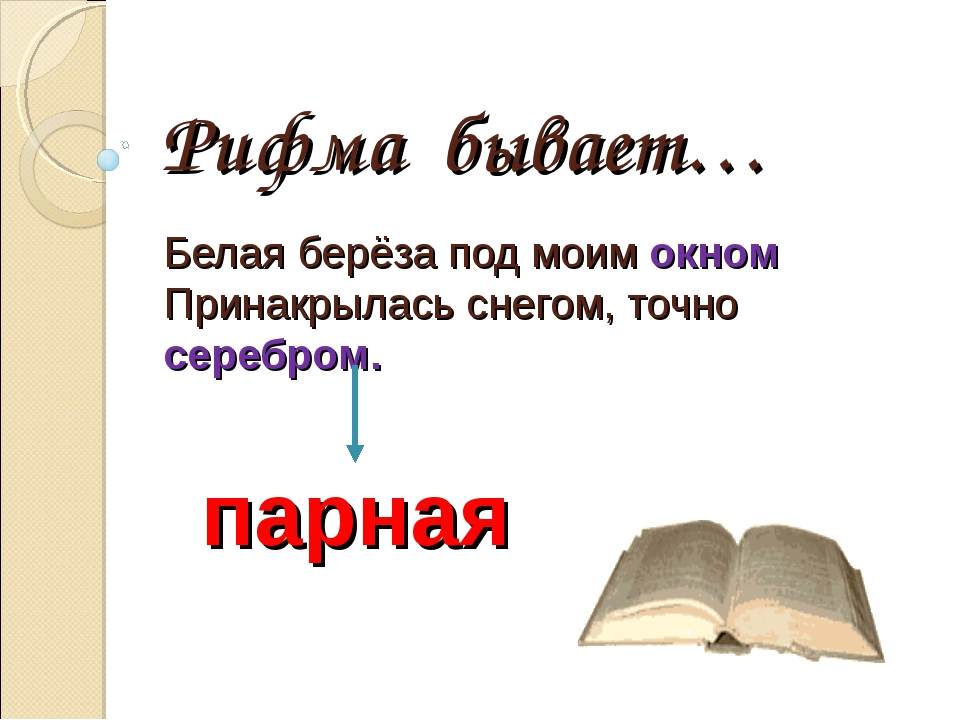 Рифма бывает…
Белая берёза под моим окном
Принакрылась снегом, точно
серебром.
парная